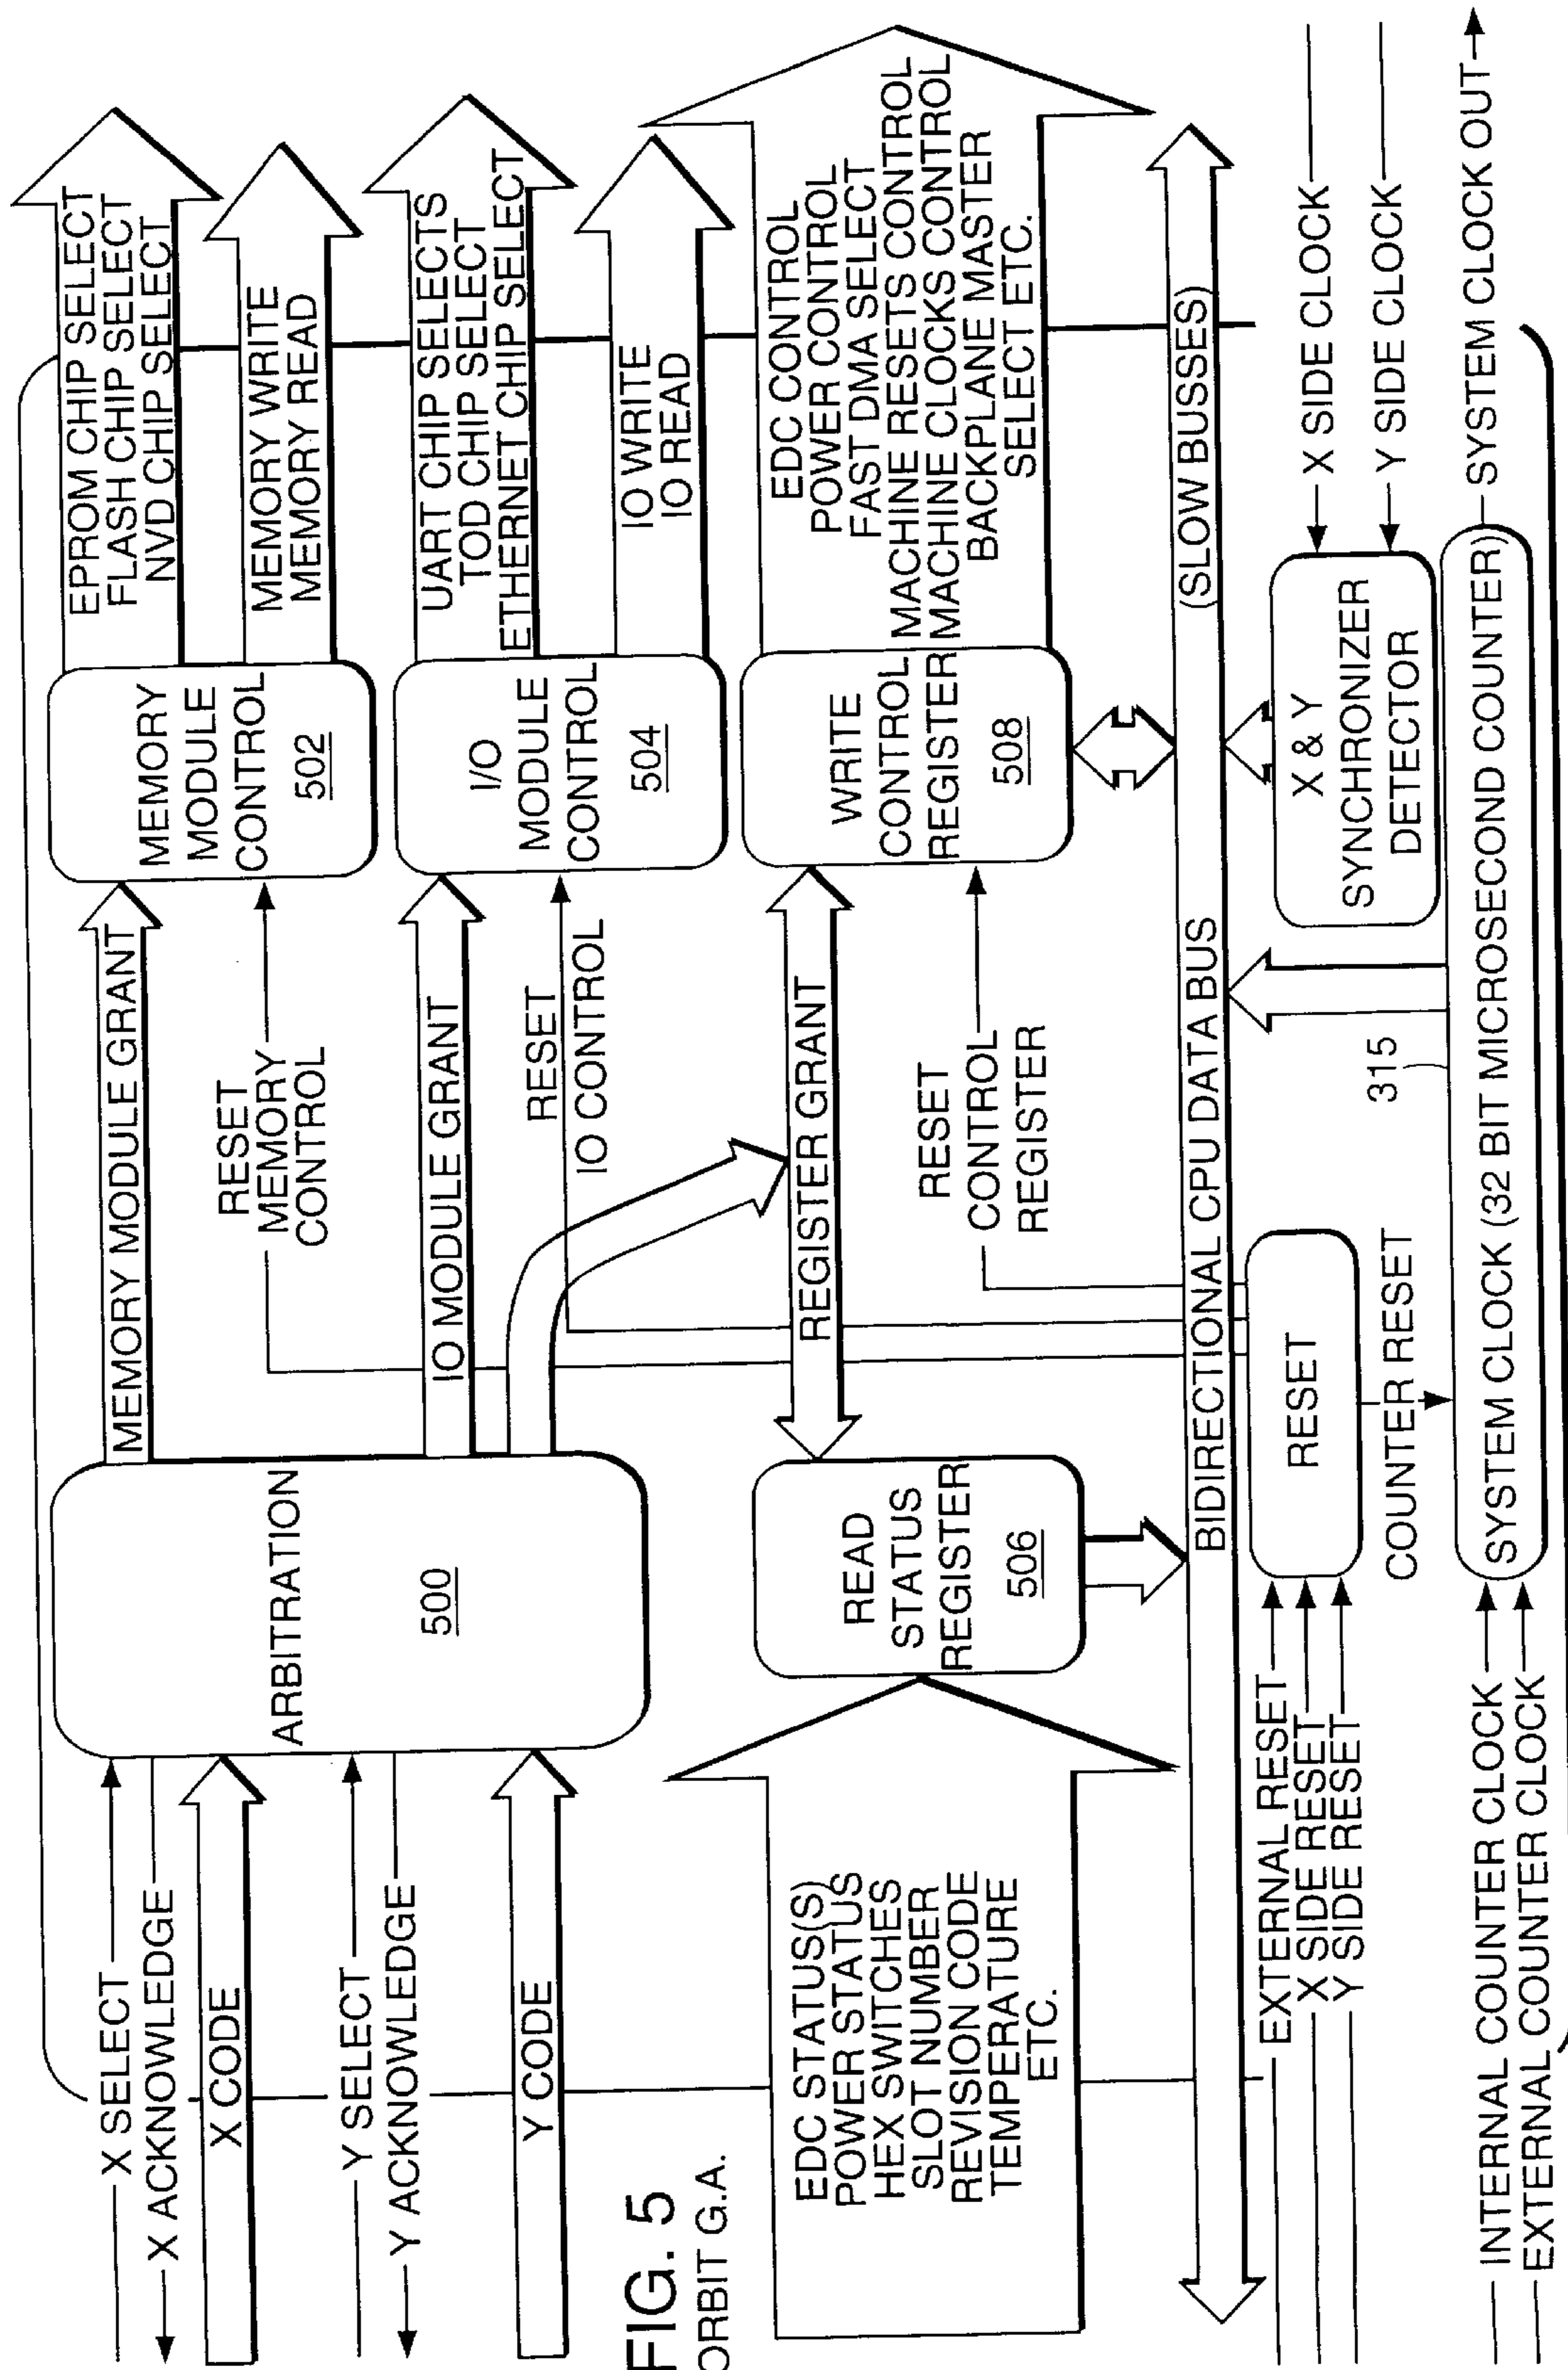 X SELECT
X ACKNOWLEDGE
X CODE
Y SELECT
Y ACKNOWLEDGE
Y CODE
FIG. 5
ORBIT G.A.
ARBITRATION
500
MEMORY MODULE GRANT
RESET
MEMORY
CONTROL
IO MODULE GRANT
RESET
IO CONTROL
MEMORY
MODULE
CONTROL
502
EPROM CHIP SELECT
FLASH CHIP SELECT
NVD CHIP SELECT
MEMORY WRITE
MEMORY READ
I/O
MODULE
CONTROL
504
UART CHIP SELECTS
TOD CHIP SELECT
ETHERNET CHIP SELECT
IO WRITE
IO READ
EDC STATUS(S)
POWER STATUS
HEX SWITCHES
SLOT NUMBER
REVISION CODE
TEMPERATURE
ETC.
READ
STATUS
REGISTER
506
REGISTER GRANT
RESET
CONTROL
REGISTER
WRITE
CONTROL
REGISTER
508
EDC CONTROL
POWER CONTROL
FAST DMA SELECT
MACHINE RESETS CONTROL
MACHINE CLOCKS CONTROL
BACKPLANE MASTER
SELECT ETC.
BIDIRECTIONAL CPU DATA BUS
(SLOW BUSSES)
EXTERNAL RESET
X SIDE RESET
Y SIDE RESET
RESET
COUNTER RESET
315
X & Y
SYNCHRONIZER
DETECTOR
X SIDE CLOCK
Y SIDE CLOCK
INTERNAL COUNTER CLOCK
EXTERNAL COUNTER CLOCK
SYSTEM CLOCK (32 BIT MICROSECOND COUNTER)
SYSTEM CLOCK OUT